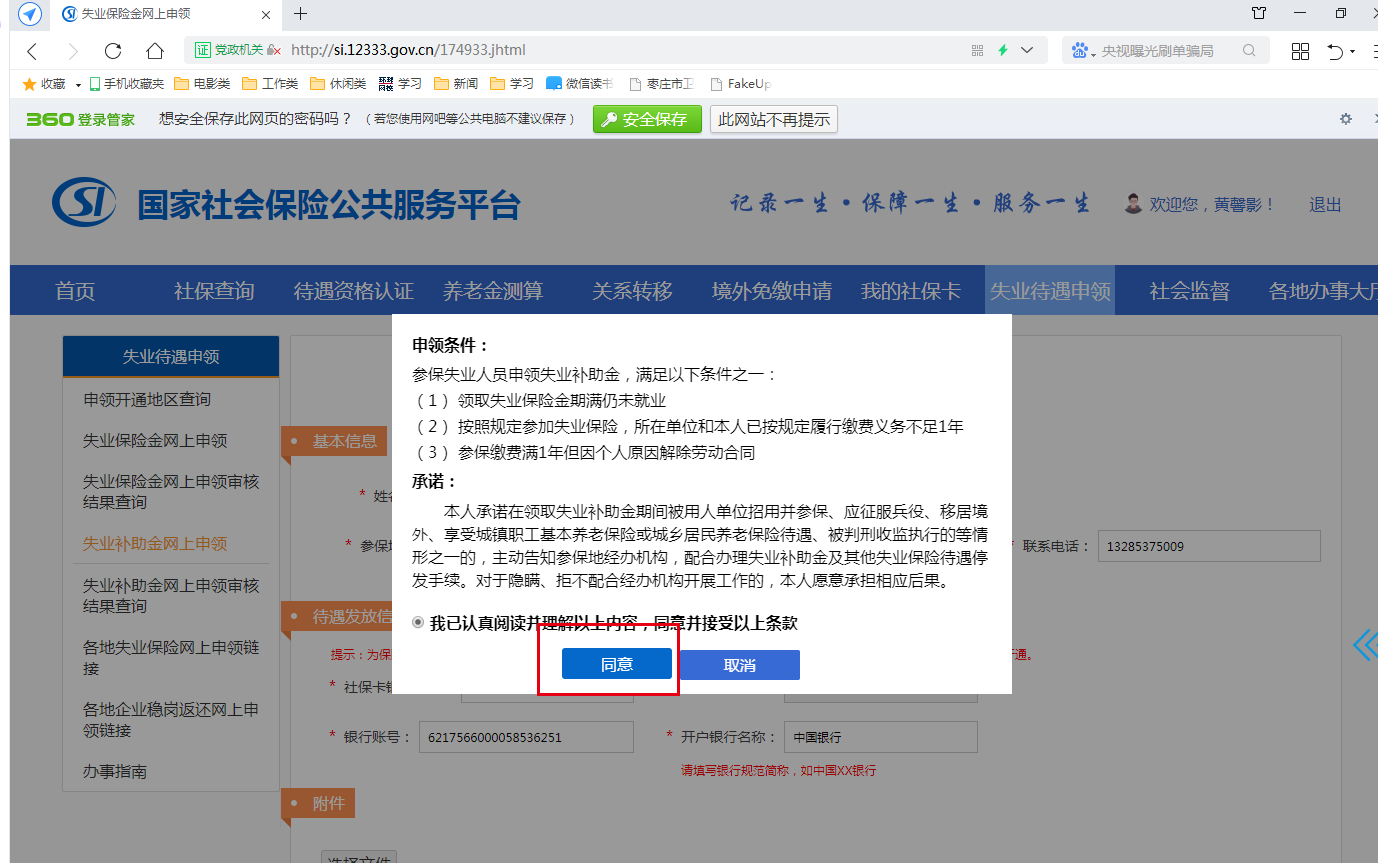 失业保险金网上申领
证 党政机关 http://si.12333.gov.cn/174933.jhtml 央视曝光刷单骗局
收藏 手机收藏夹 电影类 工作类 休闲类 学习 新闻 学习 微信读书 枣庄市卫 FakeUp
360登录管家 想安全保存此网页的密码吗？（若您使用网吧等公共电脑不建议保存） 安全保存 此网站不再提示
SI 国家社会保险公共服务平台 记录一生·保障一生·服务一生 欢迎您，黄馨影！ 退出
首页 社保查询 待遇资格认证 养老金测算 关系转移 境外免缴申请 我的社保卡 失业待遇申领 社会监督 各地办事大厅
失业待遇申领
申领开通地区查询
失业保险金网上申领
失业保险金网上申领审核
结果查询
失业补助金网上申领
失业补助金网上申领审核
结果查询
各地失业保险网上申领链
接
各地企业稳岗返还网上申
领链接
办事指南
基本信息
* 姓名
* 参保地
联系电话： 13285375009
申领条件：
参保失业人员申领失业补助金，满足以下条件之一：
（1）领取失业保险金期满仍未就业
（2）按照规定参加失业保险，所在单位和本人已按规定履行缴费义务不足1年
（3）参保缴费满1年但因个人原因解除劳动合同
承诺：
本人承诺在领取失业补助金期间被用人单位招用并参保、应征服兵役、移居境
外、享受城镇职工基本养老保险或城乡居民养老保险待遇、被判刑收监执行的等情
形之一的，主动告知参保地经办机构，配合办理失业补助金及其他失业保险待遇停
发手续。对于隐瞒、拒不配合经办机构开展工作的，本人愿意承担相应后果。
我已认真阅读并理解以上内容，同意并接受以上条款
同意 取消
待遇发放信
提示：为保 通。
* 社保卡银
* 银行账号： 6217566000058536251 * 开户银行名称： 中国银行
请填写银行规范简称，如中国XX银行
附件
选择文件